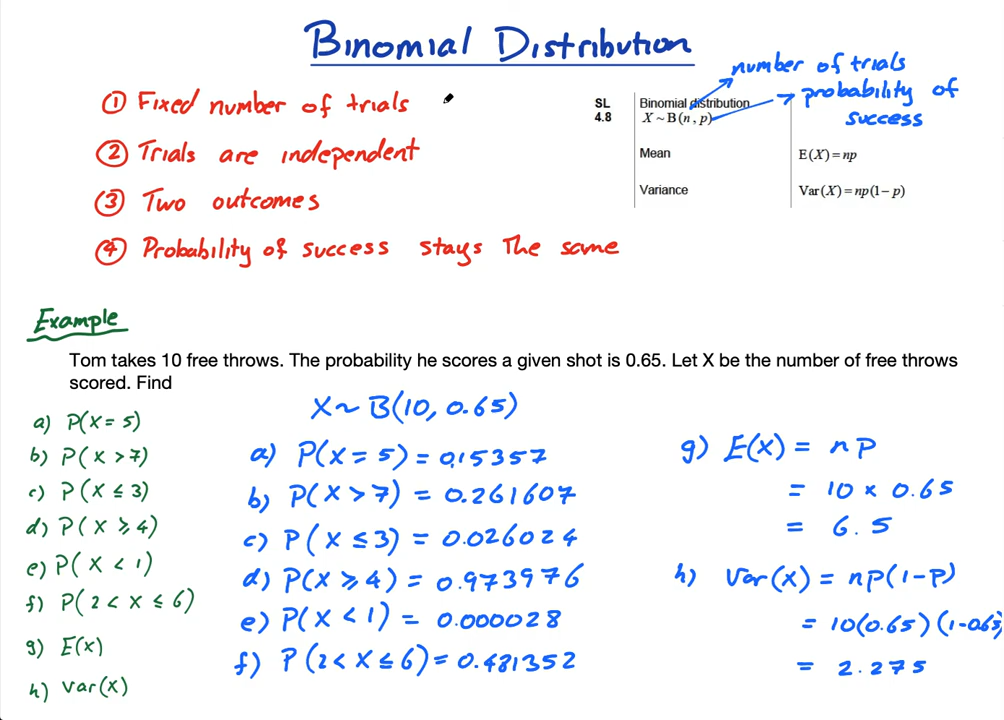 Binomial Distribution
① Fixed number of trials
② Trials are independent
③ Two outcomes
④ Probability of success stays the same
number of trials
probability of
success
SL
4.8
Binomial distribution
X ~ B(n, p)
Mean
E(X) = np
Variance
Var(X) = np(1 − p)
Example
Tom takes 10 free throws. The probability he scores a given shot is 0.65. Let X be the number of free throws
scored. Find
a) P(X = 5)
b) P(X > 7)
c) P(X ≤ 3)
d) P(X ≥ 4)
e) P(X < 1)
f) P(2 < X ≤ 6)
g) E(X)
h) Var(X)
X ~ B(10, 0.65)
a) P(X = 5) = 0.15357
b) P(X > 7) = 0.261607
c) P(X ≤ 3) = 0.026024
d) P(X ≥ 4) = 0.973976
e) P(X < 1) = 0.000028
f) P(2 < X ≤ 6) = 0.481352
g) E(X) = np
= 10 × 0.65
= 6.5
h) Var(X) = np(1-P)
= 10(0.65)(1-0.65)
= 2.275